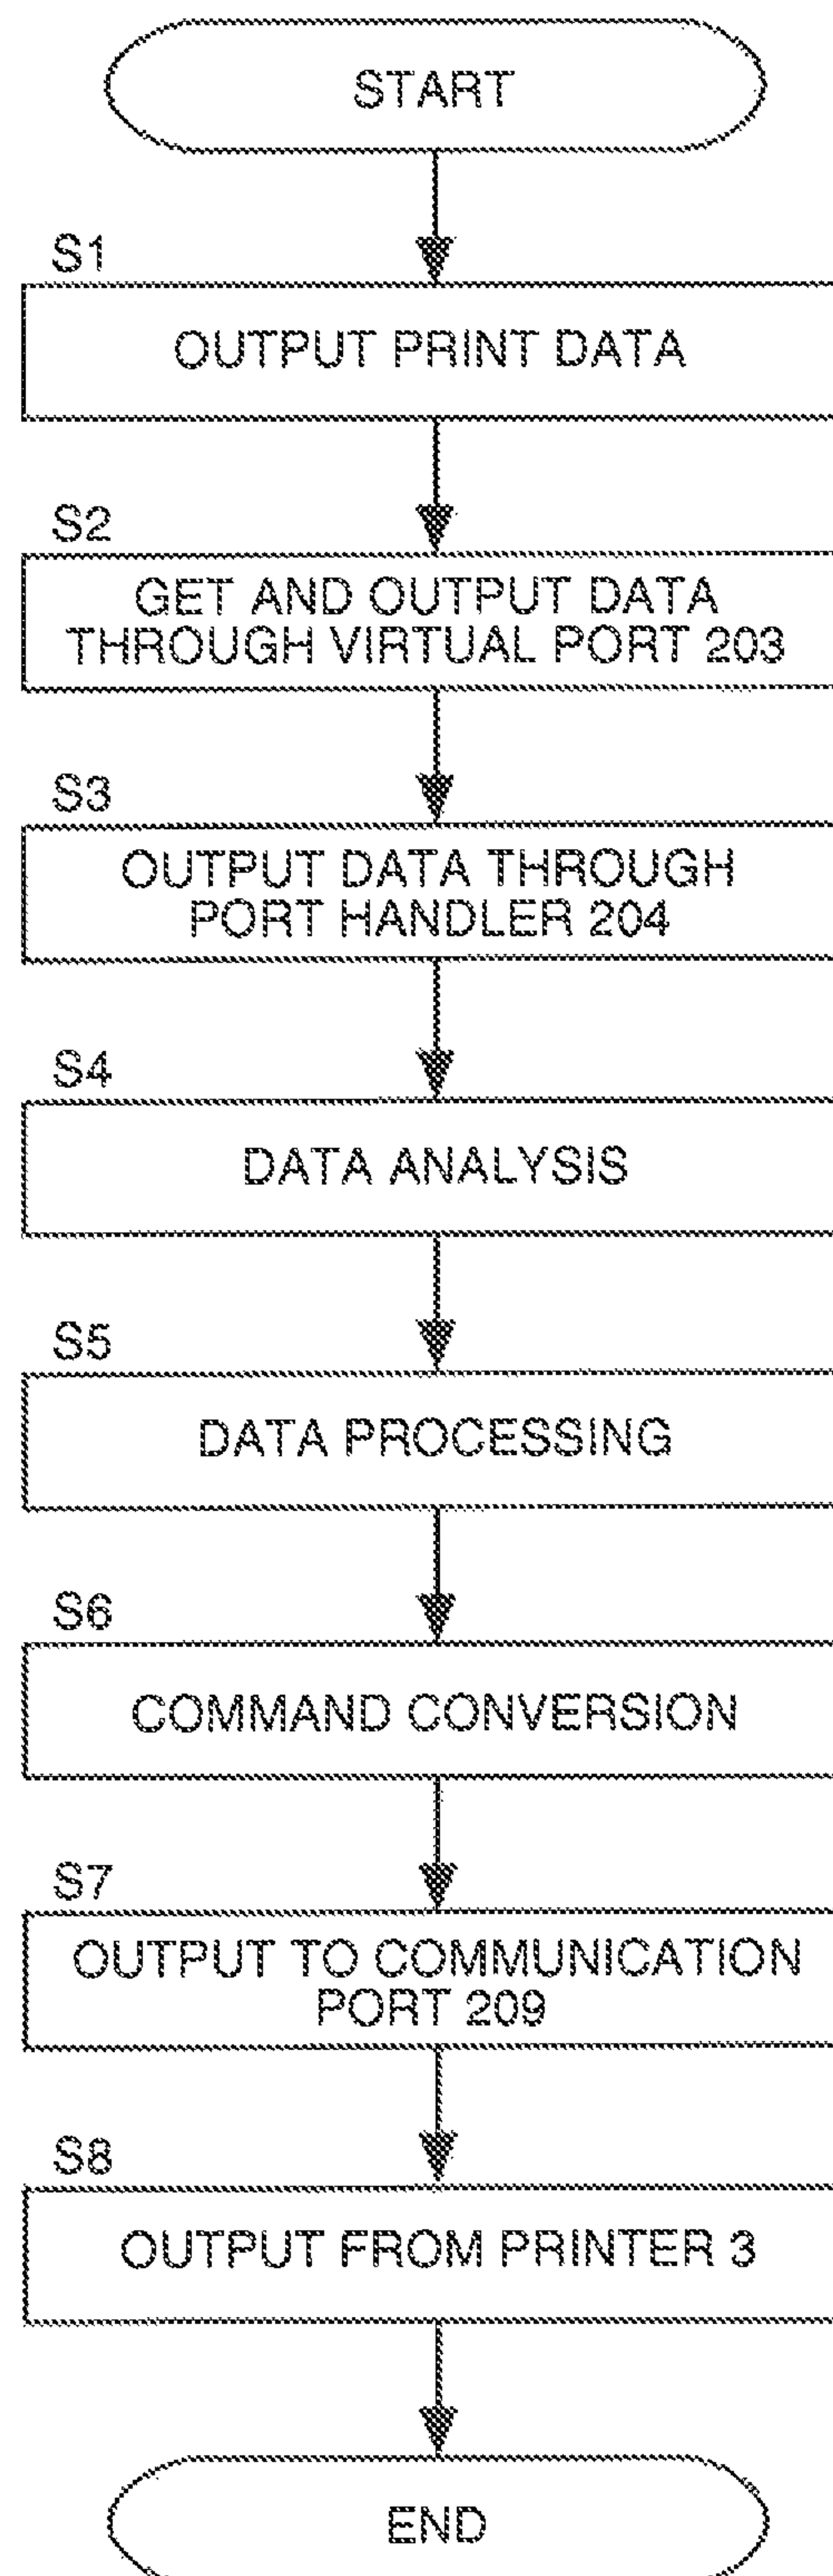 START
S1
OUTPUT PRINT DATA
S2
GET AND OUTPUT DATA
THROUGH VIRTUAL PORT 203
S3
OUTPUT DATA THROUGH
PORT HANDLER 204
S4
DATA ANALYSIS
S5
DATA PROCESSING
S6
COMMAND CONVERSION
S7
OUTPUT TO COMMUNICATION
PORT 209
S8
OUTPUT FROM PRINTER 3
END